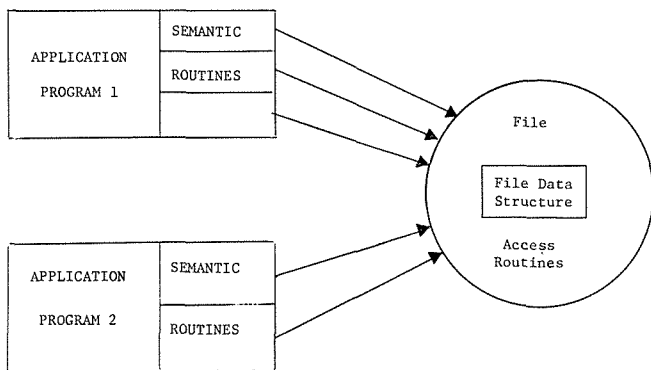 APPLICATION
PROGRAM 1
SEMANTIC
ROUTINES
File
File Data
Structure
Access
Routines
APPLICATION
PROGRAM 2
SEMANTIC
ROUTINES